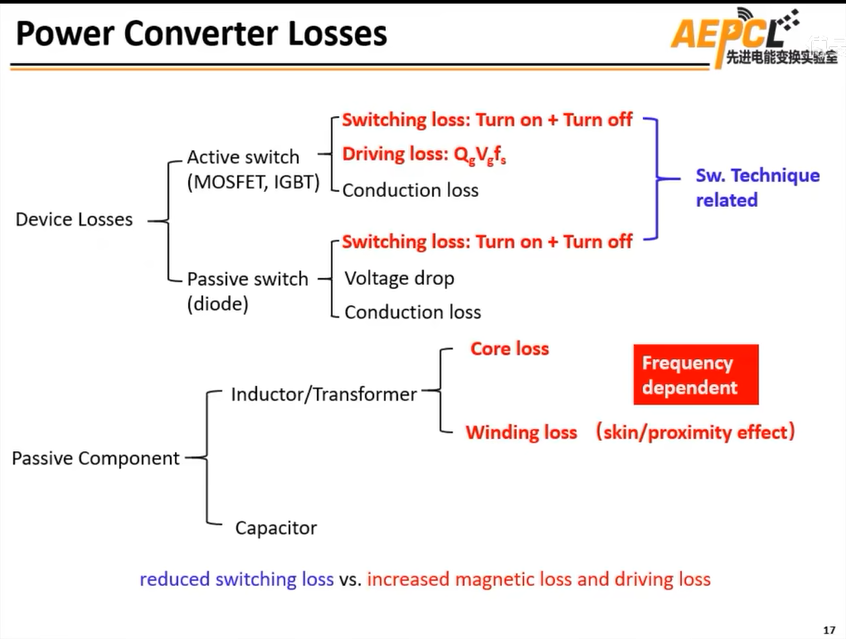 Power Converter Losses
AEPCL
先进电能变换实验室
Switching loss: Turn on + Turn off
Active switch
(MOSFET, IGBT)
Driving loss: QgVgfs
Conduction loss
Sw. Technique
related
Device Losses
Switching loss: Turn on + Turn off
Passive switch
(diode)
Voltage drop
Conduction loss
Core loss
Frequency
dependent
Inductor/Transformer
Winding loss （skin/proximity effect）
Passive Component
Capacitor
reduced switching loss vs. increased magnetic loss and driving loss
17